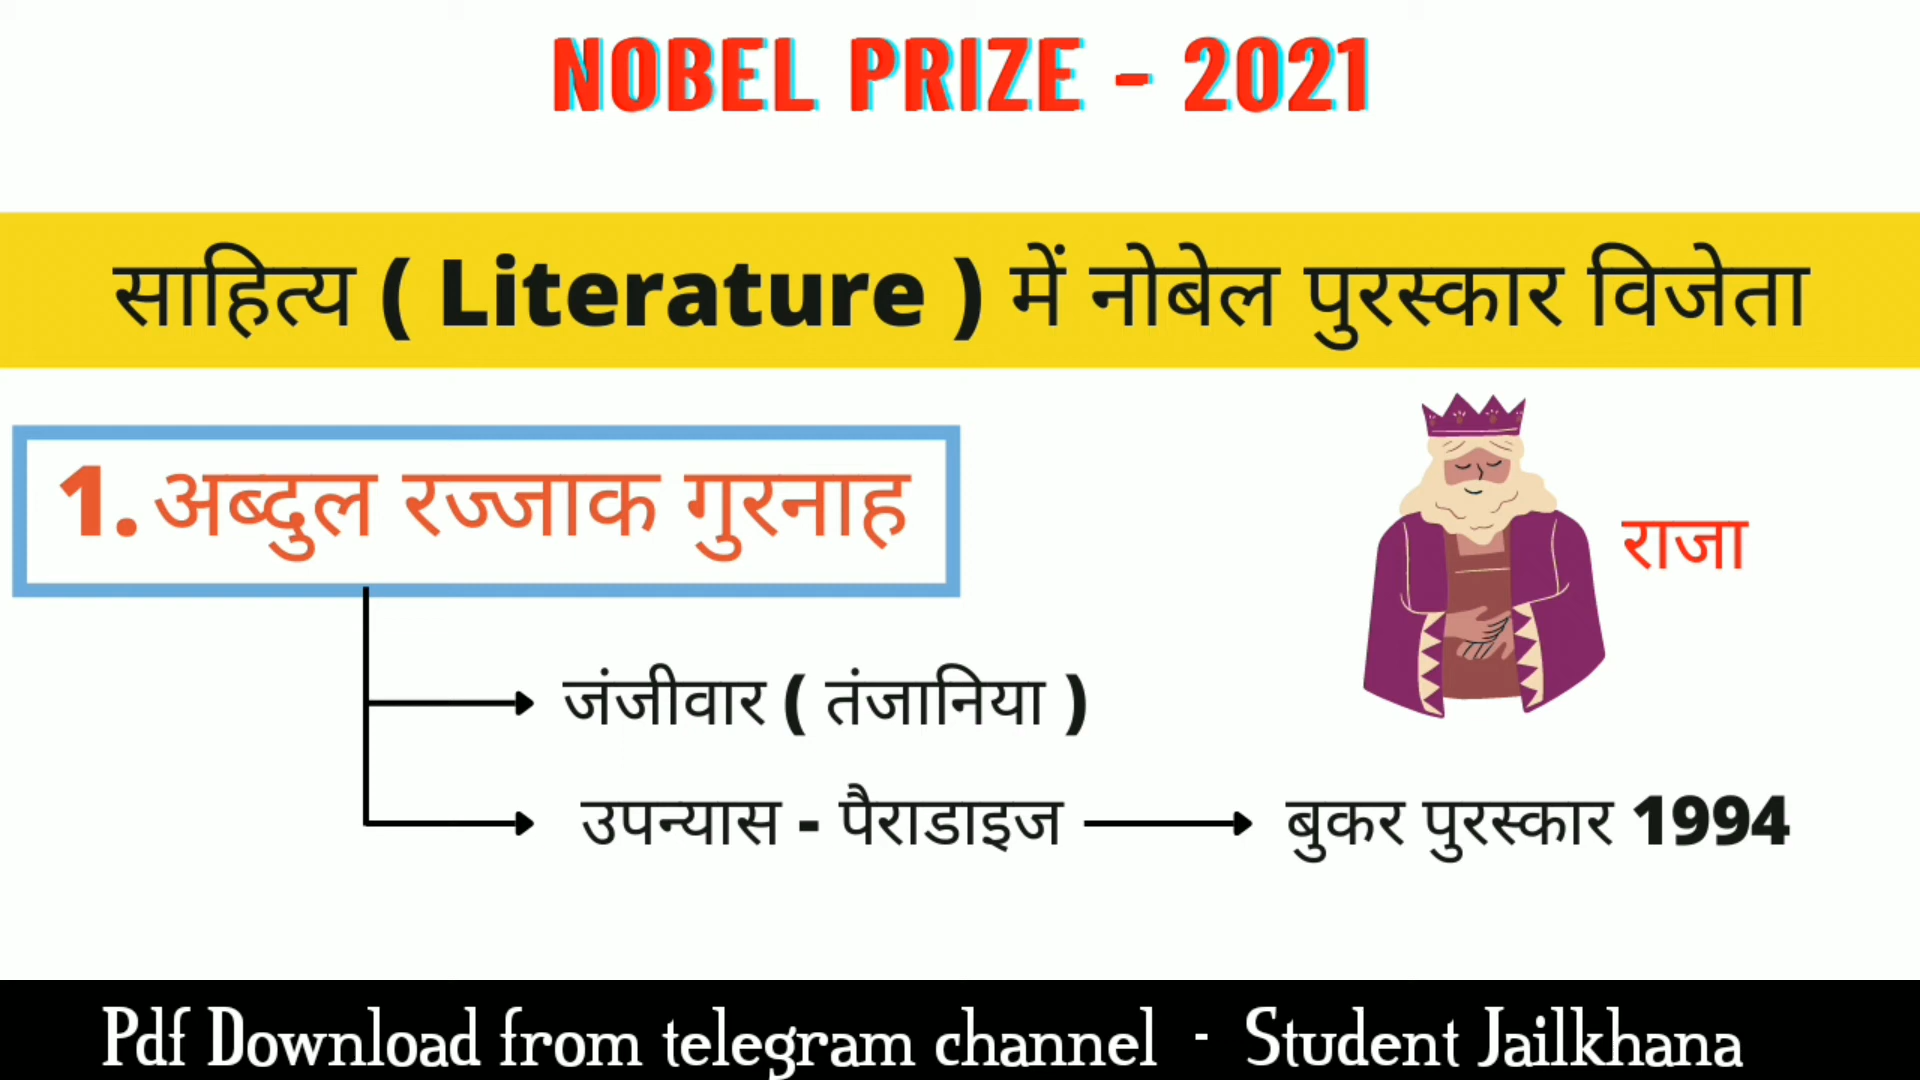 NOBEL PRIZE - 2021
साहित्य ( Literature ) में नोबेल पुरस्कार विजेता
1. अब्दुल रज्जाक गुरनाह
राजा
जंजीवार ( तंजानिया )
उपन्यास - पैराडाइज बुकर पुरस्कार 1994
Pdf Download from telegram channel - Student Jailkhana